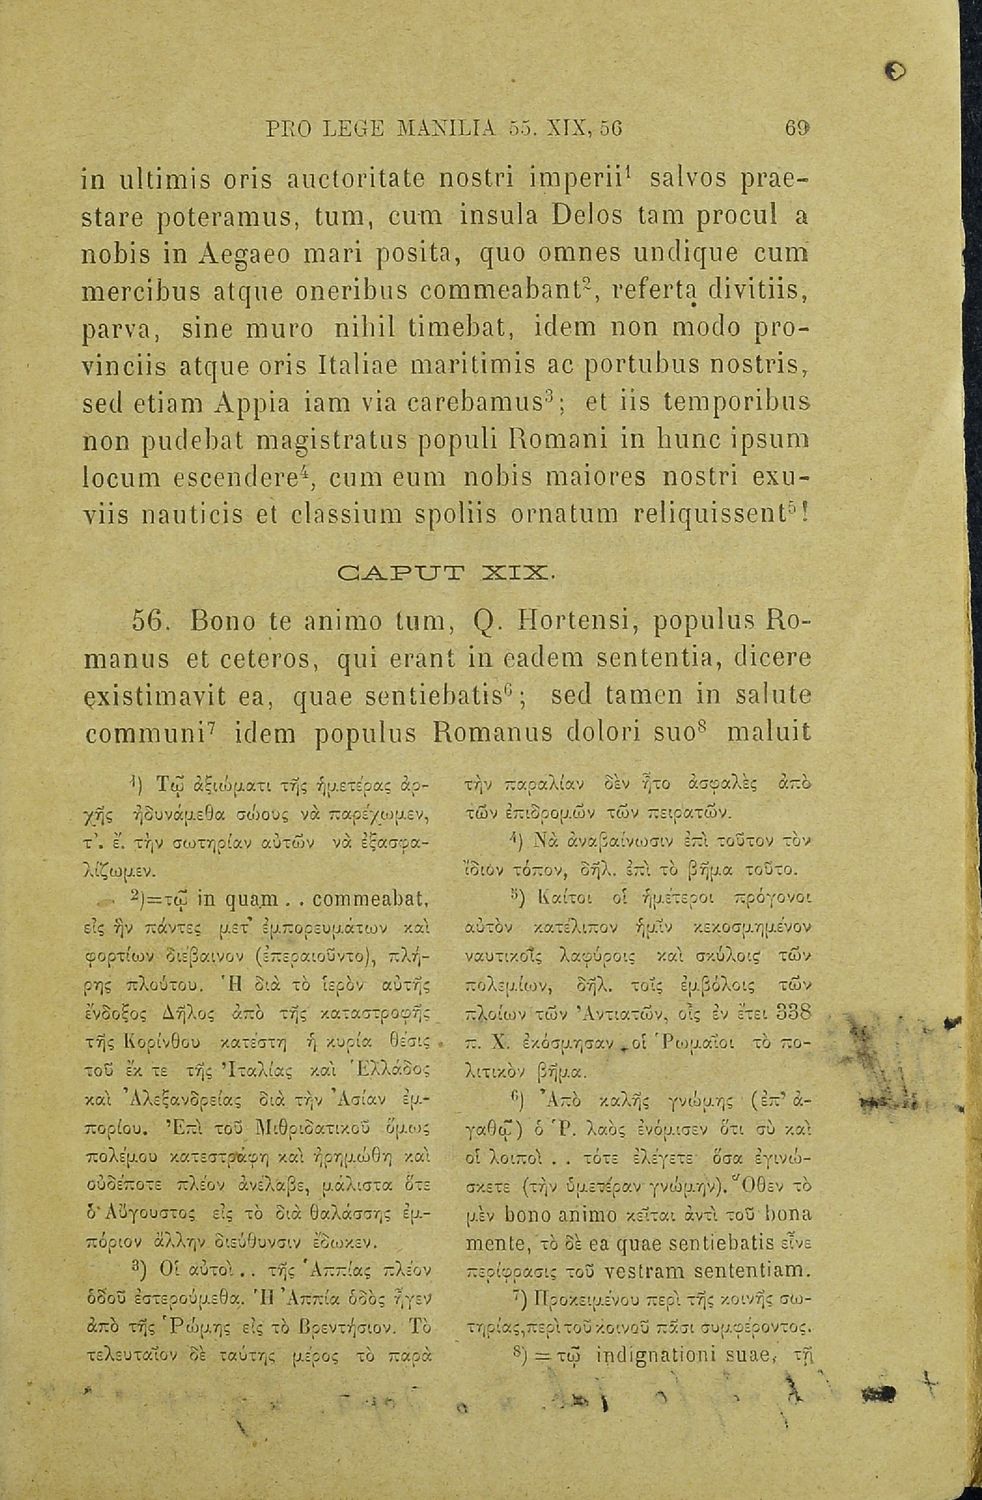 PRO LEGE MANILIA 55. XIX, 56 69
in ultimis oris auctoritate nostri imperii¹ salvos prae-
stare poteramus, tum, cum insula Delos tam procul a
nobis in Aegaeo mari posita, quo omnes undique cum
mercibus atque oneribus commeabant², referta divitiis,
parva, sine muro nihil timebat, idem non modo pro-
vinciis atque oris Italiae maritimis ac portubus nostris,
sed etiam Appia iam via carebamus³; et iis temporibus
non pudebat magistratus populi Romani in hunc ipsum
locum escendere⁴, cum eum nobis maiores nostri exu-
viis nauticis et classium spoliis ornatum reliquissent⁵!
CAPUT XIX.
56. Bono te animo tum, Q. Hortensi, populus Ro-
manus et ceteros, qui erant in eadem sententia, dicere
existimavit ea, quae sentiebatis⁶; sed tamen in salute
communi⁷ idem populus Romanus dolori suo⁸ maluit
¹) Τῷ ἀξιώματι τῆς ἡμετέρας ἀρ-
χῆς ἠδυνάμεθα σώους νὰ παρέχωμεν,
τ'. ἔ. τὴν σωτηρίαν αὐτῶν νὰ ἐξασφα-
λίζωμεν.
²)=τῷ in quam . . commeabat,
εἰς ἣν πάντες μετ' ἐμπορευμάτων καὶ
φορτίων διέβαινον (ἐπεραιοῦντο), πλή-
ρης πλούτου. Ἡ διὰ τὸ ἱερὸν αὐτῆς
ἔνδοξος Δῆλος ἀπὸ τῆς καταστροφῆς
τῆς Κορίνθου κατέστη ἡ κυρία θέσις
τοῦ ἔκ τε τῆς Ἰταλίας καὶ Ἑλλάδος
καὶ Ἀλεξανδρείας διὰ τὴν Ἀσίαν ἐμ-
πορίου. Ἐπὶ τοῦ Μιθριδατικοῦ ὅμως
πολέμου κατεστράφη καὶ ἠρημώθη καὶ
οὐδέποτε πλέον ἀνέλαβε, μάλιστα ὅτε
ὁ Αὔγουστος εἰς τὸ διὰ θαλάσσης ἐμ-
πόριον ἄλλην διεύθυνσιν ἔδωκεν.
³) Οἱ αὐτοὶ . . τῆς Ἀππίας πλέον
ὁδοῦ ἐστερούμεθα. Ἡ Ἀππία ὁδὸς ἦγεν
ἀπὸ τῆς Ῥώμης εἰς τὸ Βρεντήσιον. Τὸ
τελευταῖον δὲ ταύτης μέρος τὸ παρὰ
τὴν παραλίαν δὲν ἦτο ἀσφαλὲς ἀπὸ
τῶν ἐπιδρομῶν τῶν πειρατῶν.
⁴) Νὰ ἀναβαίνωσιν ἐπὶ τοῦτον τὸν
ἴδιον τόπον, δῆλ. ἐπὶ τὸ βῆμα τοῦτο.
⁵) Καίτοι οἱ ἡμέτεροι πρόγονοι
αὐτὸν κατέλιπον ἡμῖν κεκοσμημένον
ναυτικοῖς λαφύροις καὶ σκύλοις τῶν
πολεμίων, δῆλ. τοῖς ἐμβόλοις τῶν
πλοίων τῶν Ἀντιατῶν, οἷς ἐν ἔτει 338
π. Χ. ἐκόσμησαν οἱ Ῥωμαῖοι τὸ πο-
λιτικὸν βῆμα.
⁶) Ἀπὸ καλῆς γνώμης (ἐπ' ἀ-
γαθῷ) ὁ Ῥ. λαὸς ἐνόμισεν ὅτι σὺ καὶ
οἱ λοιποὶ . . τότε ἐλέγετε ὅσα ἐγινώ-
σκετε (τὴν ὑμετέραν γνώμην). Ὅθεν τὸ
μὲν bono animo κεῖται ἀντὶ τοῦ bona
mente, τὸ δὲ ea quae sentiebatis εἶνε
περίφρασις τοῦ vestram sententiam.
⁷) Προκειμένου περὶ τῆς κοινῆς σω-
τηρίας, περὶ τοῦ κοινοῦ πᾶσι συμφέροντος.
⁸) = τῷ indignationi suae, τῇ